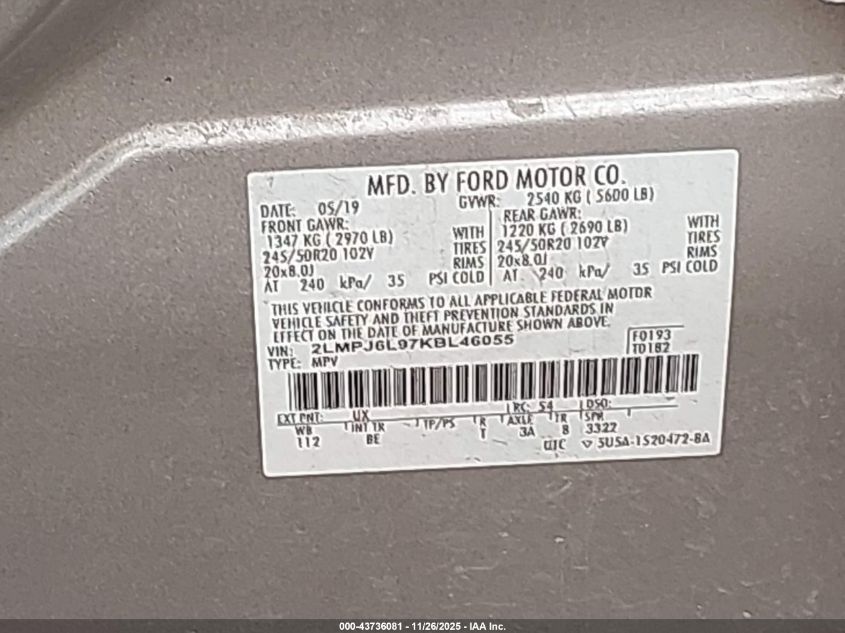 MFD. BY FORD MOTOR CO.
DATE: 05/19 GVWR: 2540 KG ( 5600 LB)
FRONT GAWR: REAR GAWR:
1347 KG ( 2970 LB) WITH 1220 KG ( 2690 LB) WITH
245/50R20 102V TIRES 245/50R20 102V TIRES
20x8.0J RIMS 20x8.0J RIMS
AT 240 kPa/ 35 PSI COLD AT 240 kPa/ 35 PSI COLD
THIS VEHICLE CONFORMS TO ALL APPLICABLE FEDERAL MOTOR
VEHICLE SAFETY AND THEFT PREVENTION STANDARDS IN
EFFECT ON THE DATE OF MANUFACTURE SHOWN ABOVE.
VIN: 2LMPJ6L97KBL46055 F0193
TYPE: MPV T0182
EXT PNT: UX RC: 54 DSO:
WB INT TR TP/PS R AXLE TR SPR
112 BE T 3A 8 3322
UTC 5U5A-1520472-BA
000-43736081 - 11/26/2025 - IAA Inc.